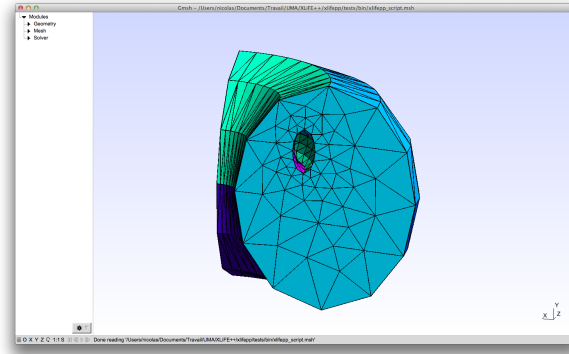 Gmsh - /Users/nicolas/Documents/Travail/UMA/XLiFE++/xlifepp/tests/bin/xlifepp_script.msh
Modules
Geometry
Mesh
Solver
Y
X Z
O X Y Z 1:1 S Done reading '/Users/nicolas/Documents/Travail/UMA/XLiFE++/xlifepp/tests/bin/xlifepp_script.msh'